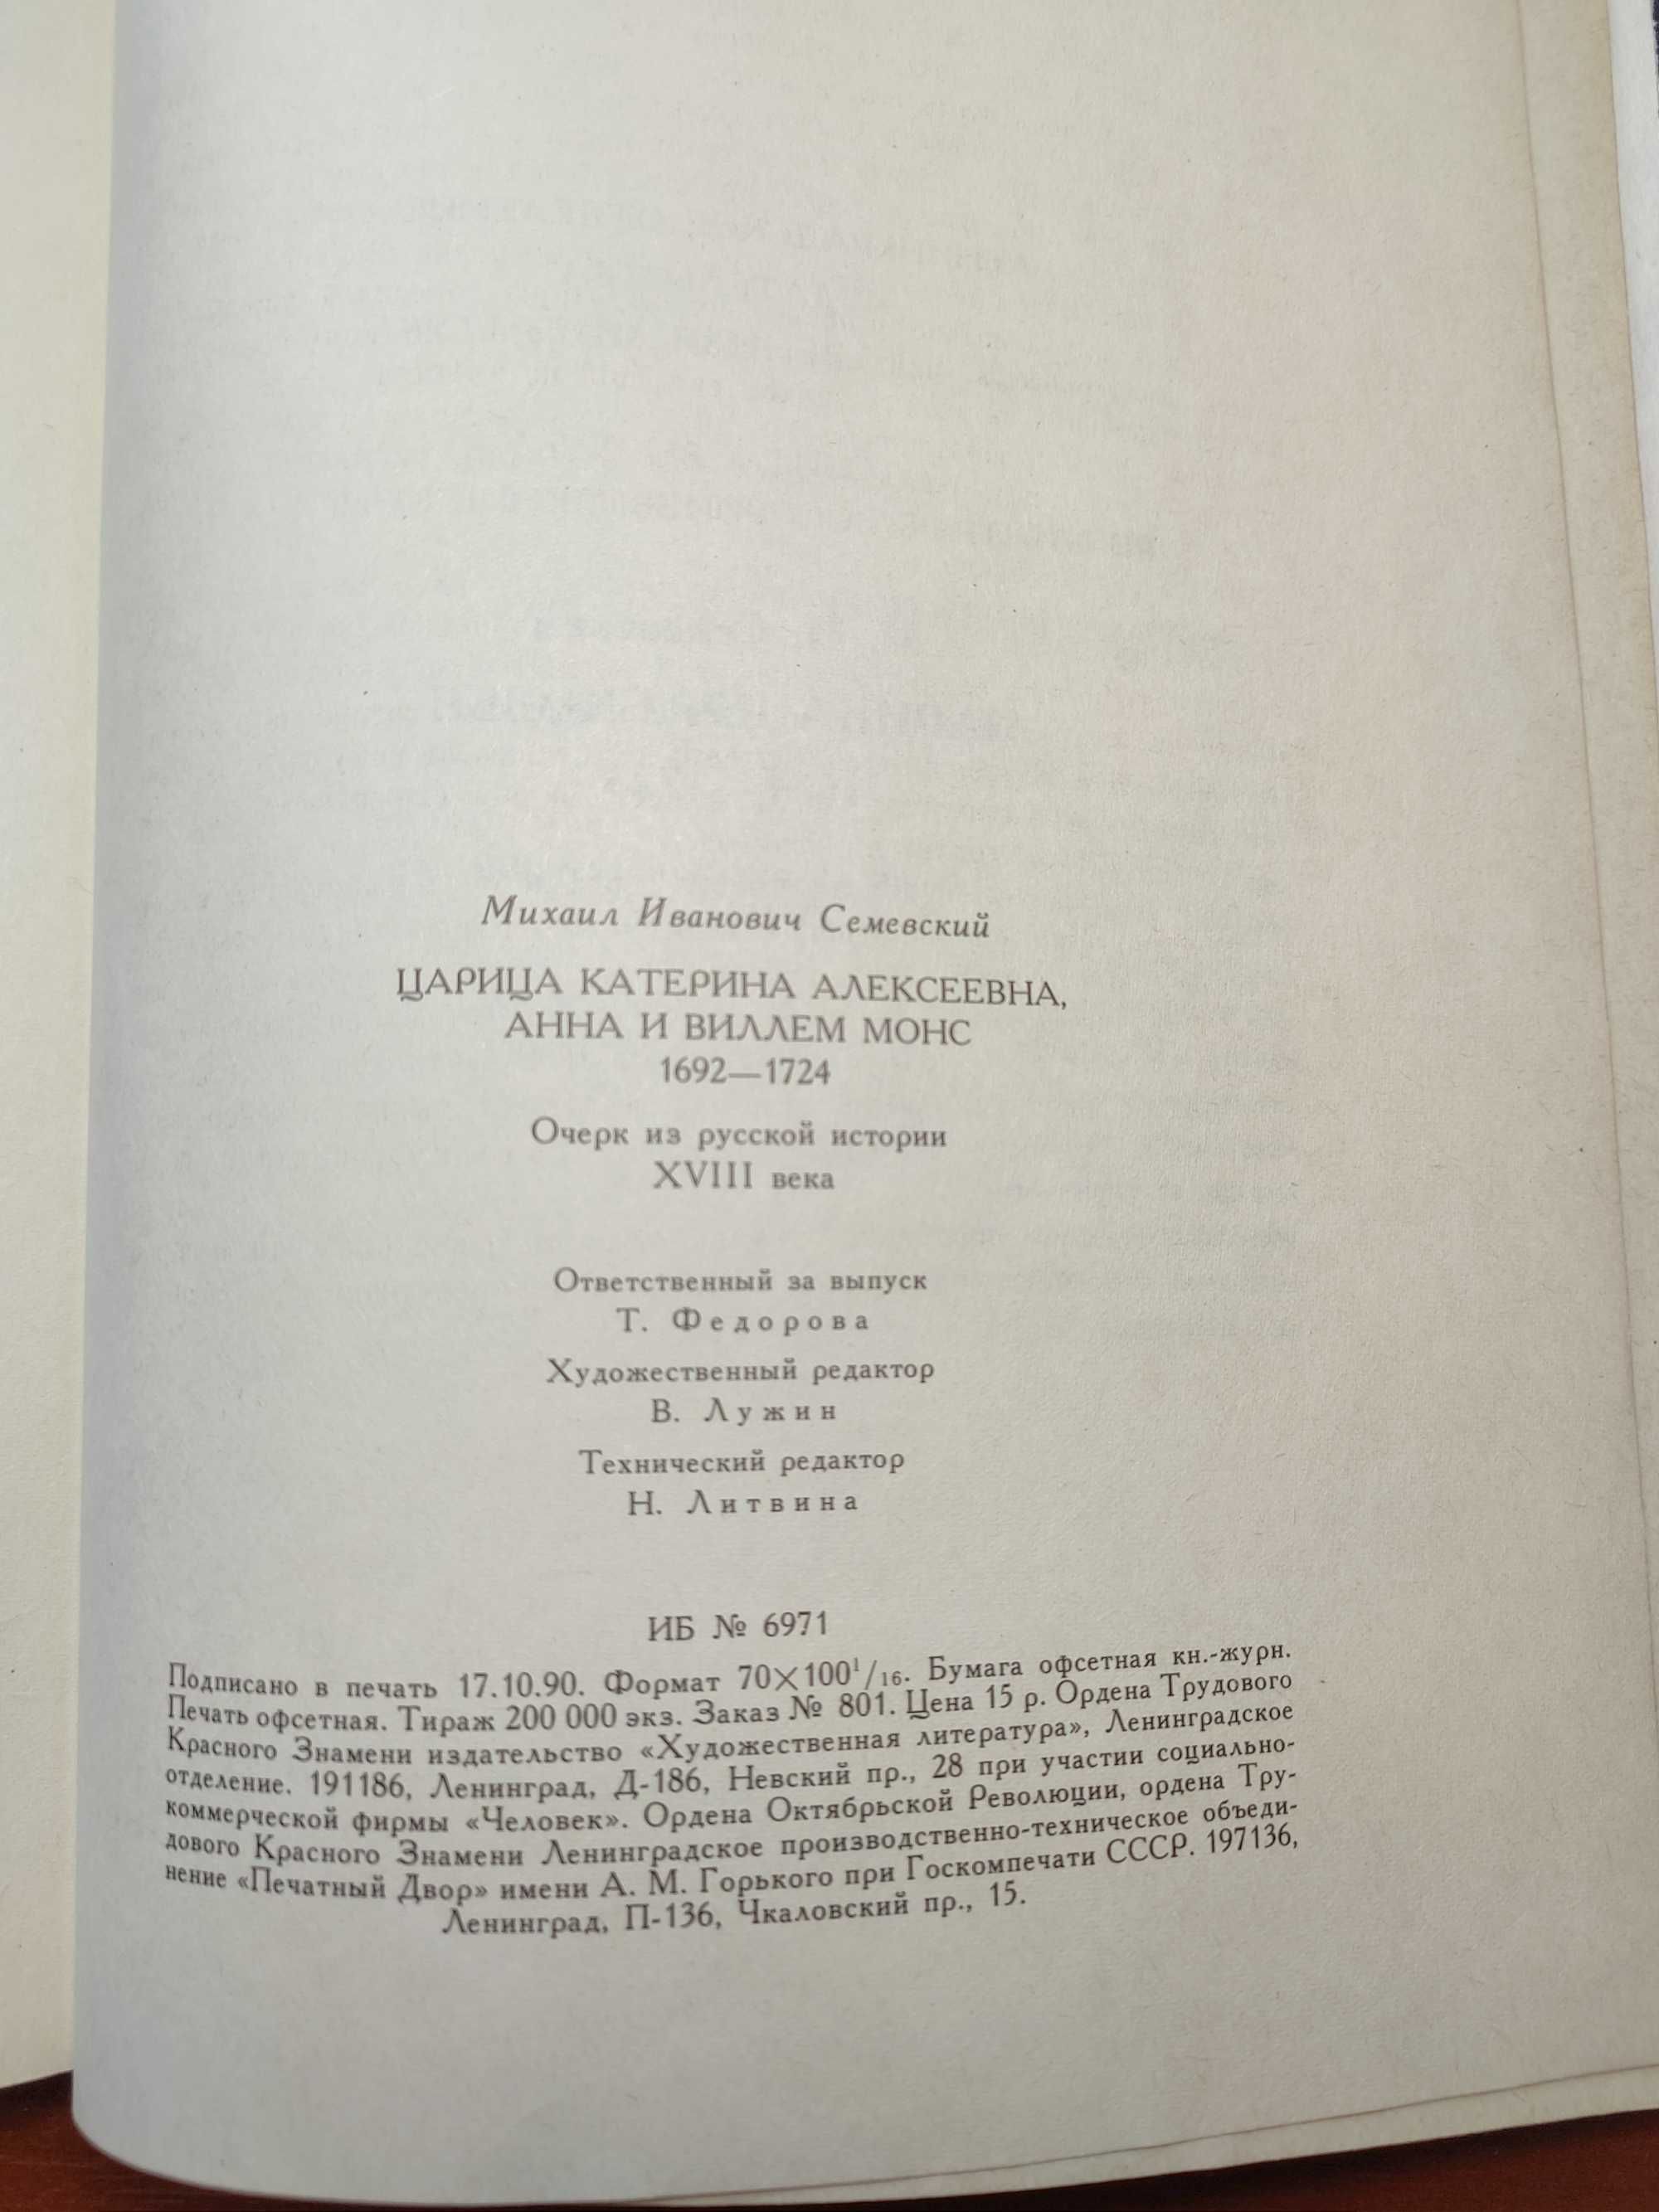 Михаил Иванович Семевский
ЦАРИЦА КАТЕРИНА АЛЕКСЕЕВНА,
АННА И ВИЛЛЕМ МОНС
1692—1724
Очерк из русской истории
XVIII века
Ответственный за выпуск
Т. Федорова
Художественный редактор
В. Лужин
Технический редактор
Н. Литвина
ИБ № 6971
Подписано в печать 17.10.90. Формат 70×100¹/₁₆. Бумага офсетная кн.-журн.
Печать офсетная. Тираж 200 000 экз. Заказ № 801. Цена 15 р. Ордена Трудового
Красного Знамени издательство «Художественная литература», Ленинградское
отделение. 191186, Ленинград, Д-186, Невский пр., 28 при участии социально-
коммерческой фирмы «Человек». Ордена Октябрьской Революции, ордена Тру-
дового Красного Знамени Ленинградское производственно-техническое объеди-
нение «Печатный Двор» имени А. М. Горького при Госкомпечати СССР. 197136,
Ленинград, П-136, Чкаловский пр., 15.